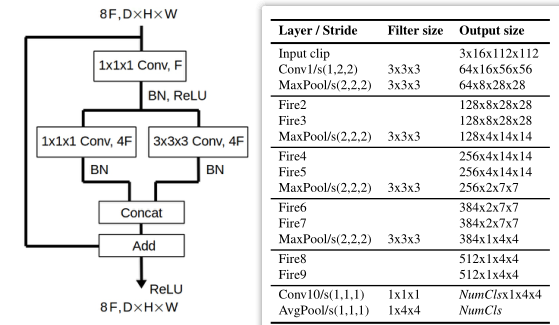 8F,D×H×W
1x1x1 Conv, F
BN, ReLU
1x1x1 Conv, 4F
3x3x3 Conv, 4F
BN
BN
Concat
Add
ReLU
8F,D×H×W
Layer / Stride Filter size Output size
Input clip 3x16x112x112
Conv1/s(1,2,2) 3x3x3 64x16x56x56
MaxPool/s(2,2,2) 3x3x3 64x8x28x28
Fire2 128x8x28x28
Fire3 128x8x28x28
MaxPool/s(2,2,2) 3x3x3 128x4x14x14
Fire4 256x4x14x14
Fire5 256x4x14x14
MaxPool/s(2,2,2) 3x3x3 256x2x7x7
Fire6 384x2x7x7
Fire7 384x2x7x7
MaxPool/s(2,2,2) 3x3x3 384x1x4x4
Fire8 512x1x4x4
Fire9 512x1x4x4
Conv10/s(1,1,1) 1x1x1 NumClsx1x4x4
AvgPool/s(1,1,1) 1x4x4 NumCls